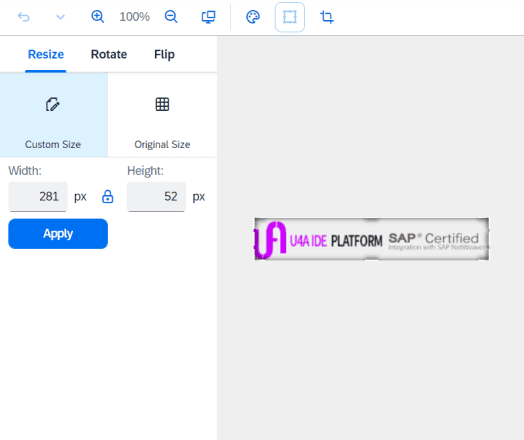 100%
Resize Rotate Flip
Custom Size Original Size
Width: Height:
281 px 52 px
Apply
U4A IDE PLATFORM SAP® Certified
Integration with SAP NetWeaver